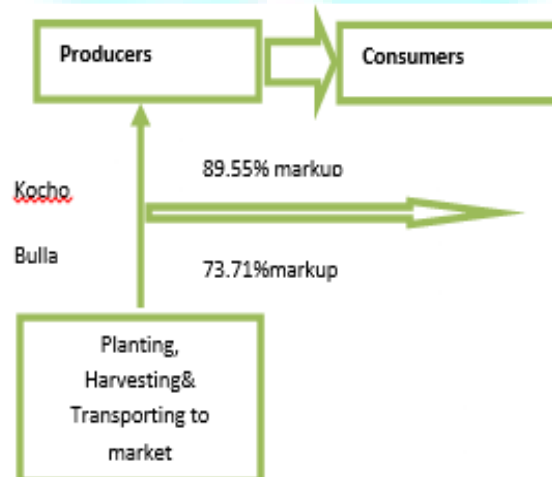 Producers
Consumers
89.55% markup
Kocho
Bulla
73.71%markup
Planting,
Harvesting&
Transporting to
market